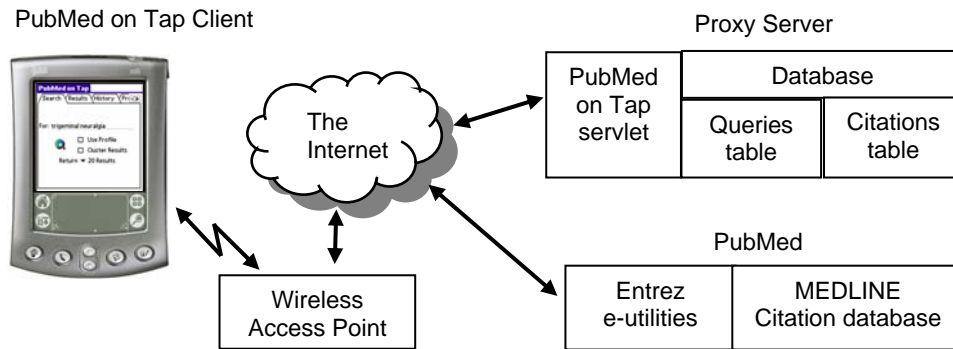 PubMed on Tap Client
PubMed on Tap
Search Results History
For: trigeminal neuralgia
Use Profile
Cluster Results
Return 20 Results
The
Internet
Wireless
Access Point
Proxy Server
PubMed
on Tap
servlet
Database
Queries
table
Citations
table
PubMed
Entrez
e-utilities
MEDLINE
Citation database